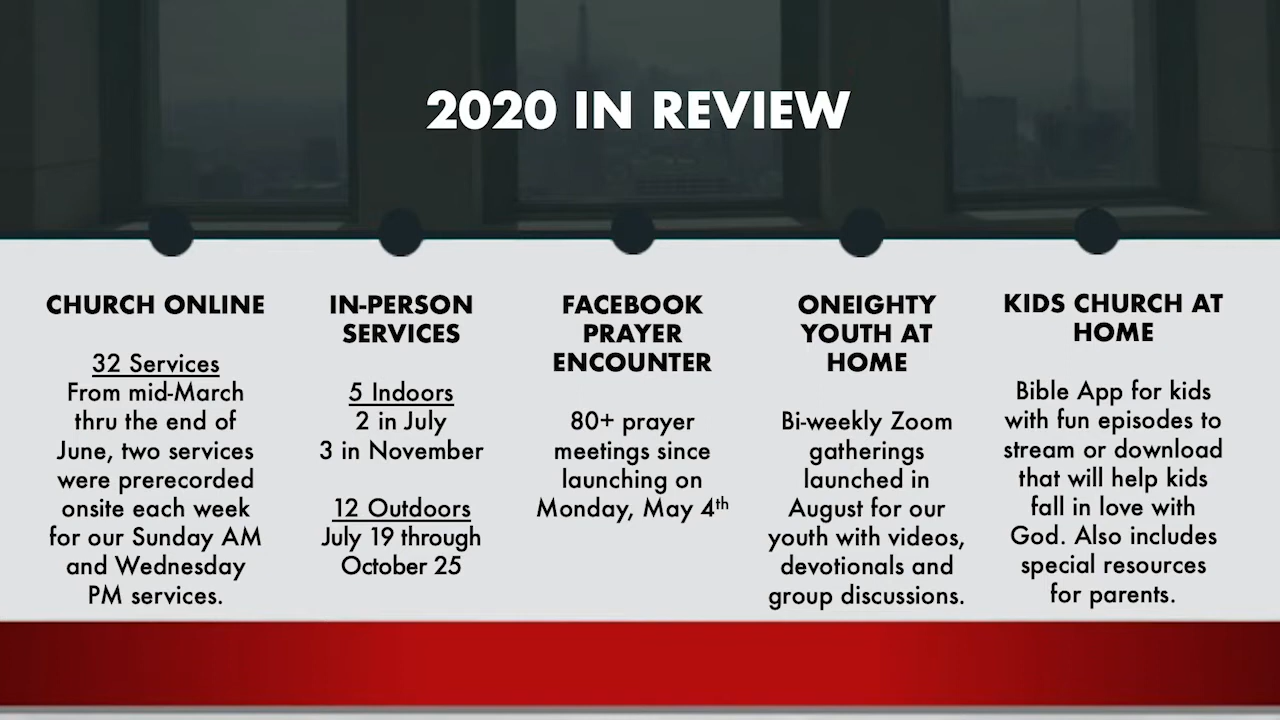 2020 IN REVIEW
CHURCH ONLINE
32 Services
From mid-March
thru the end of
June, two services
were prerecorded
onsite each week
for our Sunday AM
and Wednesday
PM services.
IN-PERSON
SERVICES
5 Indoors
2 in July
3 in November
12 Outdoors
July 19 through
October 25
FACEBOOK
PRAYER
ENCOUNTER
80+ prayer
meetings since
launching on
Monday, May 4th
ONEIGHTY
YOUTH AT
HOME
Bi-weekly Zoom
gatherings
launched in
August for our
youth with videos,
devotionals and
group discussions.
KIDS CHURCH AT
HOME
Bible App for kids
with fun episodes to
stream or download
that will help kids
fall in love with
God. Also includes
special resources
for parents.